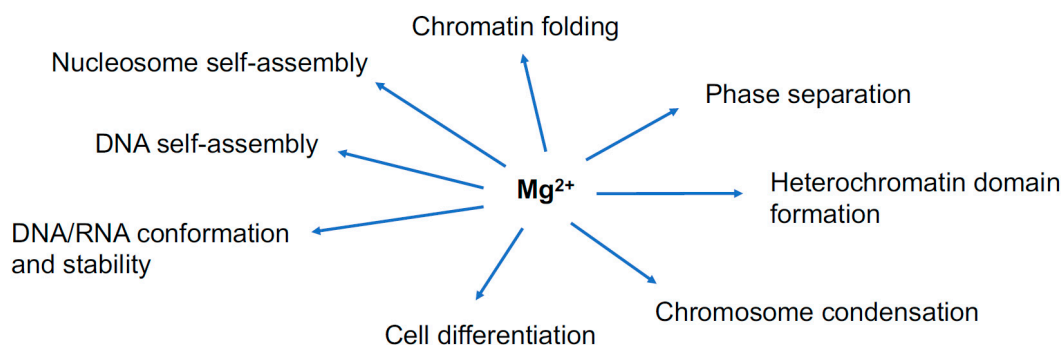 Chromatin folding
Nucleosome self-assembly
Phase separation
DNA self-assembly
Mg²⁺
Heterochromatin domain
formation
DNA/RNA conformation
and stability
Chromosome condensation
Cell differentiation